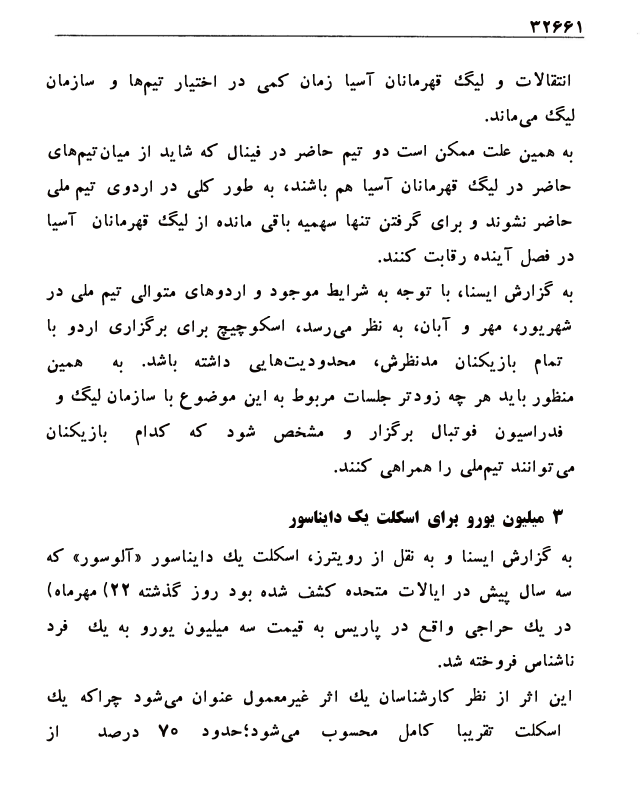 ۳۲۶۶۱
انتقالات و لیگ قهرمانان آسیا زمان کمی در اختیار تیم‌ها و سازمان
لیگ می‌ماند.
به همین علت ممکن است دو تیم حاضر در فینال که شاید از میان‌تیم‌های
حاضر در لیگ قهرمانان آسیا هم باشند، به طور کلی در اردوی تیم ملی
حاضر نشوند و برای گرفتن تنها سهمیه باقی مانده از لیگ قهرمانان آسیا
در فصل آینده رقابت کنند.
به گزارش ایسنا، با توجه به شرایط موجود و اردوهای متوالی تیم ملی در
شهریور، مهر و آبان، به نظر می‌رسد، اسکوچیچ برای برگزاری اردو با
تمام بازیکنان مدنظرش، محدودیت‌هایی داشته باشد. به همین
منظور باید هر چه زودتر جلسات مربوط به این موضوع با سازمان لیگ و
فدراسیون فوتبال برگزار و مشخص شود که کدام بازیکنان
می‌توانند تیم‌ملی را همراهی کنند.
۳ میلیون یورو برای اسکلت یک دایناسور
به گزارش ایسنا و به نقل از رویترز، اسکلت یك دایناسور «آلوسور» که
سه سال پیش در ایالات متحده کشف شده بود روز گذشته ۲۲) مهرماه)
در یك حراجی واقع در پاریس به قیمت سه میلیون یورو به یك فرد
ناشناس فروخته شد.
این اثر از نظر کارشناسان یك اثر غیرمعمول عنوان می‌شود چراکه یك
اسکلت تقریبا کامل محسوب می‌شود؛حدود ۷۰ درصد از